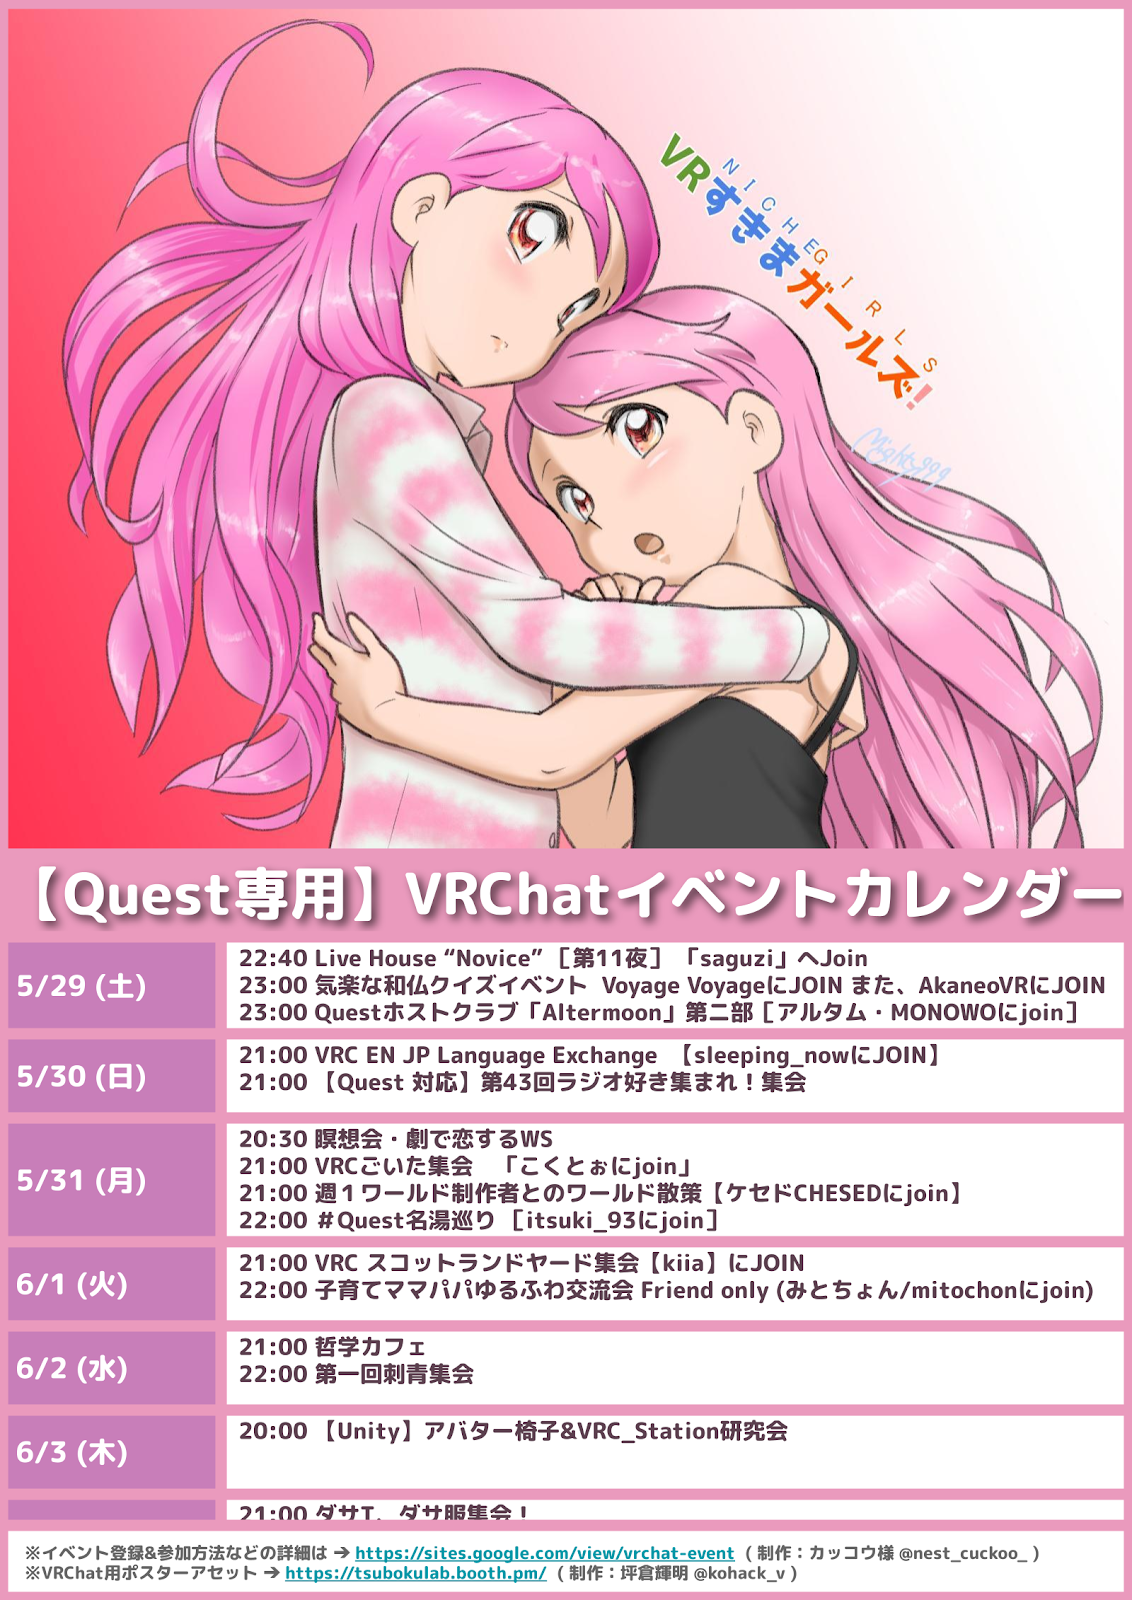 NICHE GIRLS
VRすきまガールズ!
Mighty999
【Quest専用】VRChatイベントカレンダー
5/29 (土)
22:40 Live House “Novice” ［第11夜］ 「saguzi」へJoin
23:00 気楽な和仏クイズイベント Voyage VoyageにJOIN また、AkaneoVRにJOIN
23:00 Questホストクラブ「Altermoon」第二部［アルタム・MONOWOにjoin］
5/30 (日)
21:00 VRC EN JP Language Exchange 【sleeping_nowにJOIN】
21:00 【Quest 対応】第43回ラジオ好き集まれ！集会
5/31 (月)
20:30 瞑想会・劇で恋するWS
21:00 VRCごいた集会 「こくとぉにjoin」
21:00 週１ワールド制作者とのワールド散策【ケセドCHESEDにjoin】
22:00 ＃Quest名湯巡り ［itsuki_93にjoin］
6/1 (火)
21:00 VRC スコットランドヤード集会【kiia】にJOIN
22:00 子育てママパパゆるふわ交流会 Friend only (みとちょん/mitochonにjoin)
6/2 (水)
21:00 哲学カフェ
22:00 第一回刺青集会
6/3 (木)
20:00 【Unity】アバター椅子&VRC_Station研究会
21:00 ダサT、ダサ服集会！
※イベント登録&参加方法などの詳細は ➔ https://sites.google.com/view/vrchat-event ( 制作：カッコウ様 @nest_cuckoo_ )
※VRChat用ポスターアセット ➔ https://tsubokulab.booth.pm/ ( 制作：坪倉輝明 @kohack_v )